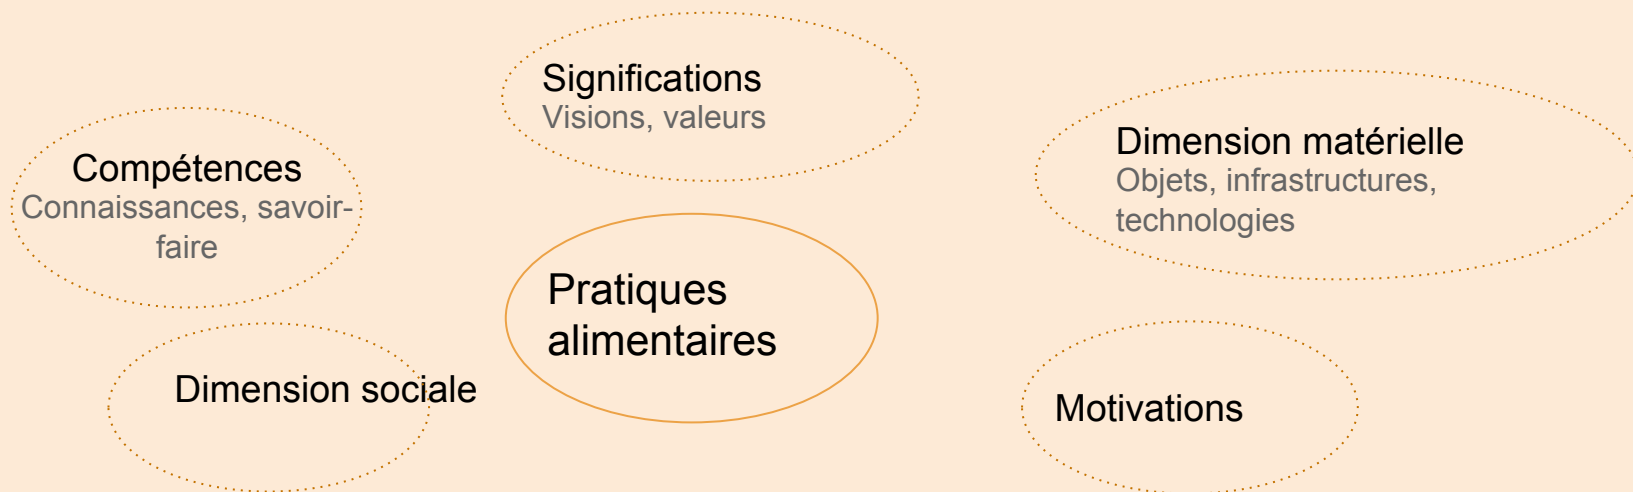 Significations
Visions, valeurs
Dimension matérielle
Objets, infrastructures,
technologies
Compétences
Connaissances, savoir-
faire
Pratiques
alimentaires
Dimension sociale
Motivations